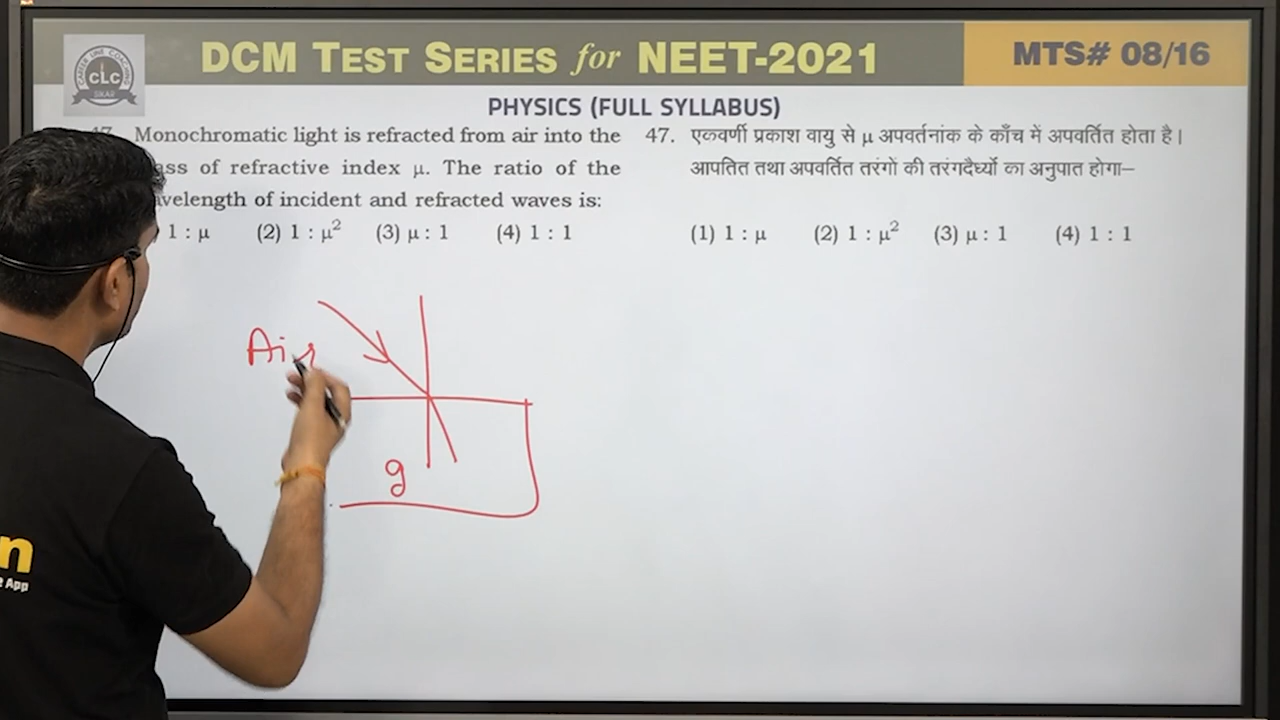 DCM TEST SERIES for NEET-2021
MTS# 08/16
CLC
SIKAR
PHYSICS (FULL SYLLABUS)
Monochromatic light is refracted from air into the
of refractive index μ. The ratio of the
of incident and refracted waves is:
1 : μ (2) 1 : μ² (3) μ : 1 (4) 1 : 1
47. एकवर्णी प्रकाश वायु से μ अपवर्तनांक के काँच में अपवर्तित होता है।
आपतित तथा अपवर्तित तरंगों की तरंगदैर्ध्यों का अनुपात होगा–
(1) 1 : μ (2) 1 : μ² (3) μ : 1 (4) 1 : 1
Air
g
n
App